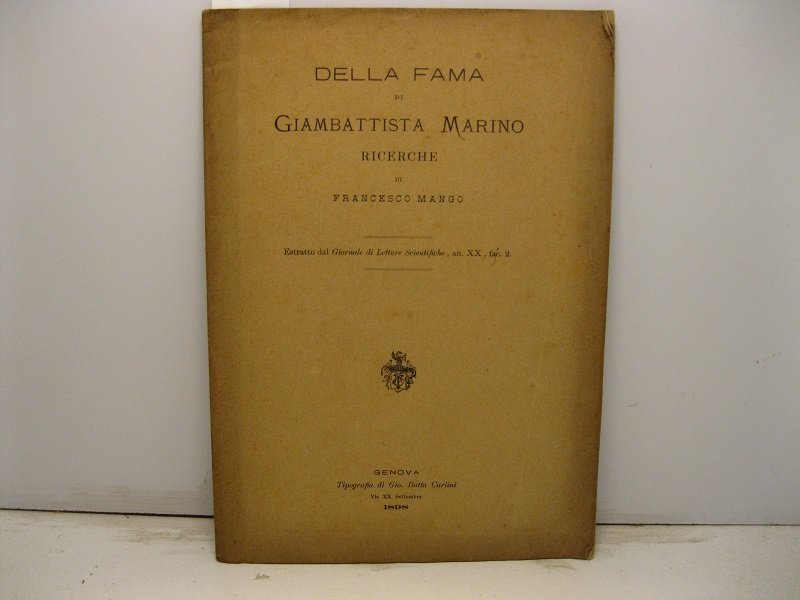 DELLA FAMA
DI
GIAMBATTISTA MARINO
RICERCHE
DI
FRANCESCO MANGO
Estratto dal Giornale di Letture Scientifiche, an. XX, fac. 2.
GENOVA
Tipografia di Gio. Batta Carlini
Via XX Settembre
1898